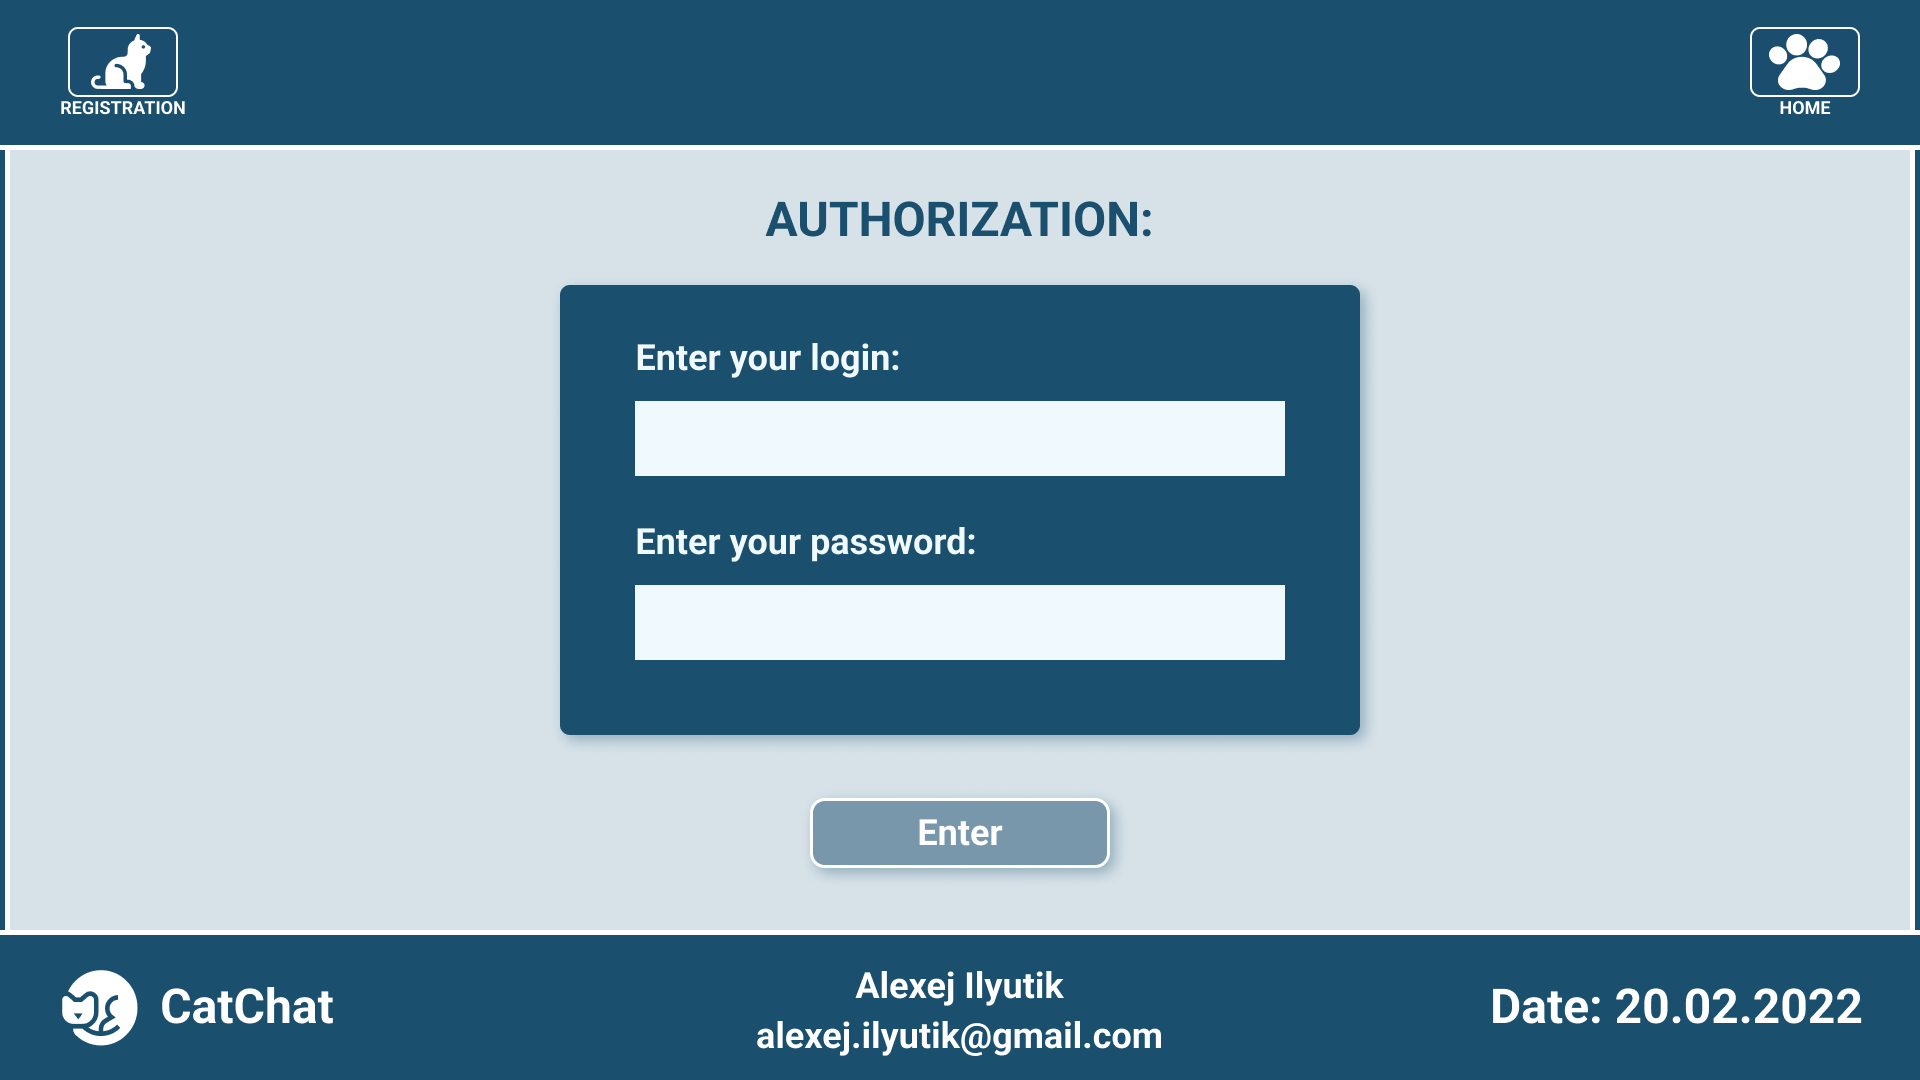 REGISTRATION
HOME
AUTHORIZATION:
Enter your login:
Enter your password:
Enter
CatChat
Alexej Ilyutik
alexej.ilyutik@gmail.com
Date: 20.02.2022